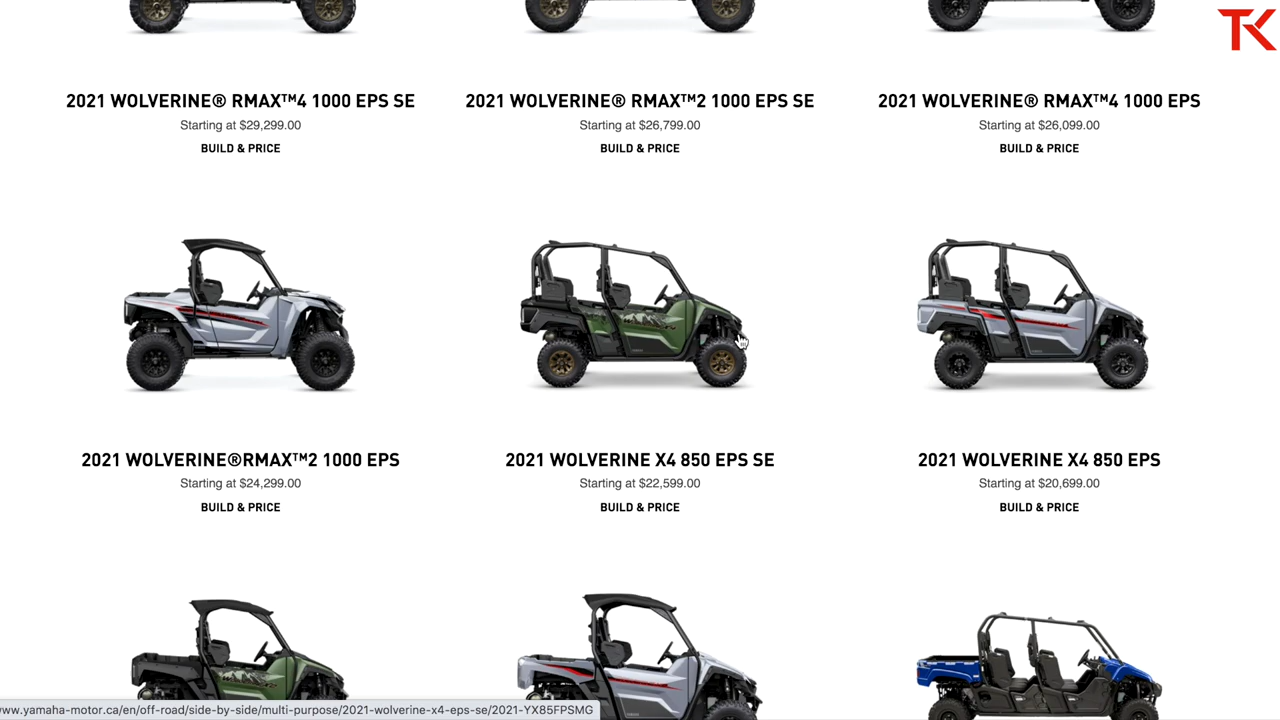 TK
2021 WOLVERINE® RMAX™4 1000 EPS SE
Starting at $29,299.00
BUILD & PRICE
2021 WOLVERINE® RMAX™2 1000 EPS SE
Starting at $26,799.00
BUILD & PRICE
2021 WOLVERINE® RMAX™4 1000 EPS
Starting at $26,099.00
BUILD & PRICE
2021 WOLVERINE®RMAX™2 1000 EPS
Starting at $24,299.00
BUILD & PRICE
2021 WOLVERINE X4 850 EPS SE
Starting at $22,599.00
BUILD & PRICE
2021 WOLVERINE X4 850 EPS
Starting at $20,699.00
BUILD & PRICE
ww.yamaha-motor.ca/en/off-road/side-by-side/multi-purpose/2021-wolverine-x4-eps-se/2021-YX85FPSMG